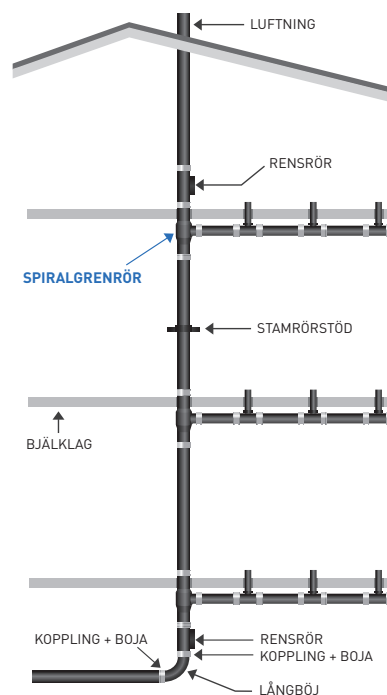 LUFTNING
RENSRÖR
SPIRALGRENRÖR
STAMRÖRSTÖD
BJÄLKLAG
KOPPLING + BOJA
RENSRÖR
KOPPLING + BOJA
LÅNGBÖJ